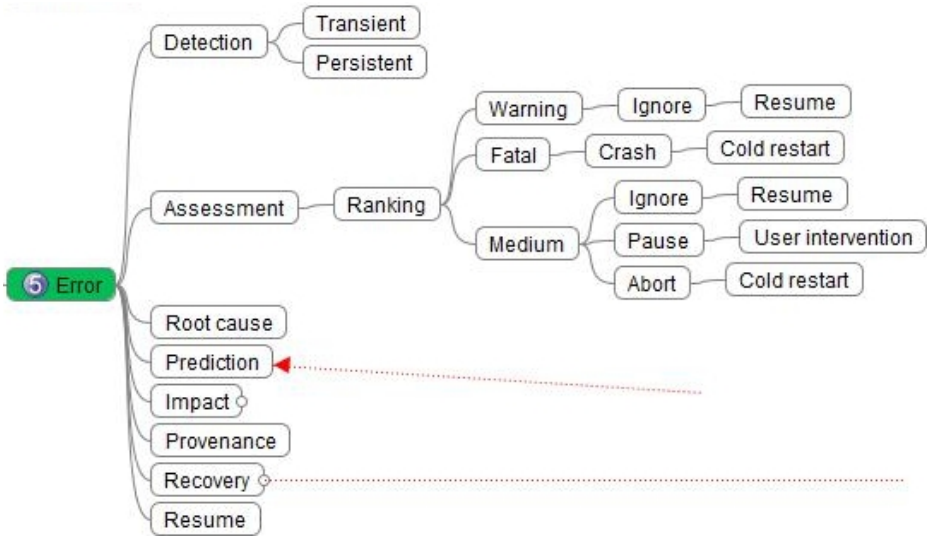 Detection
Transient
Persistent
Assessment
Ranking
Warning
Ignore
Resume
Fatal
Crash
Cold restart
Medium
Ignore
Resume
Pause
User intervention
Abort
Cold restart
5 Error
Root cause
Prediction
Impact
Provenance
Recovery
Resume